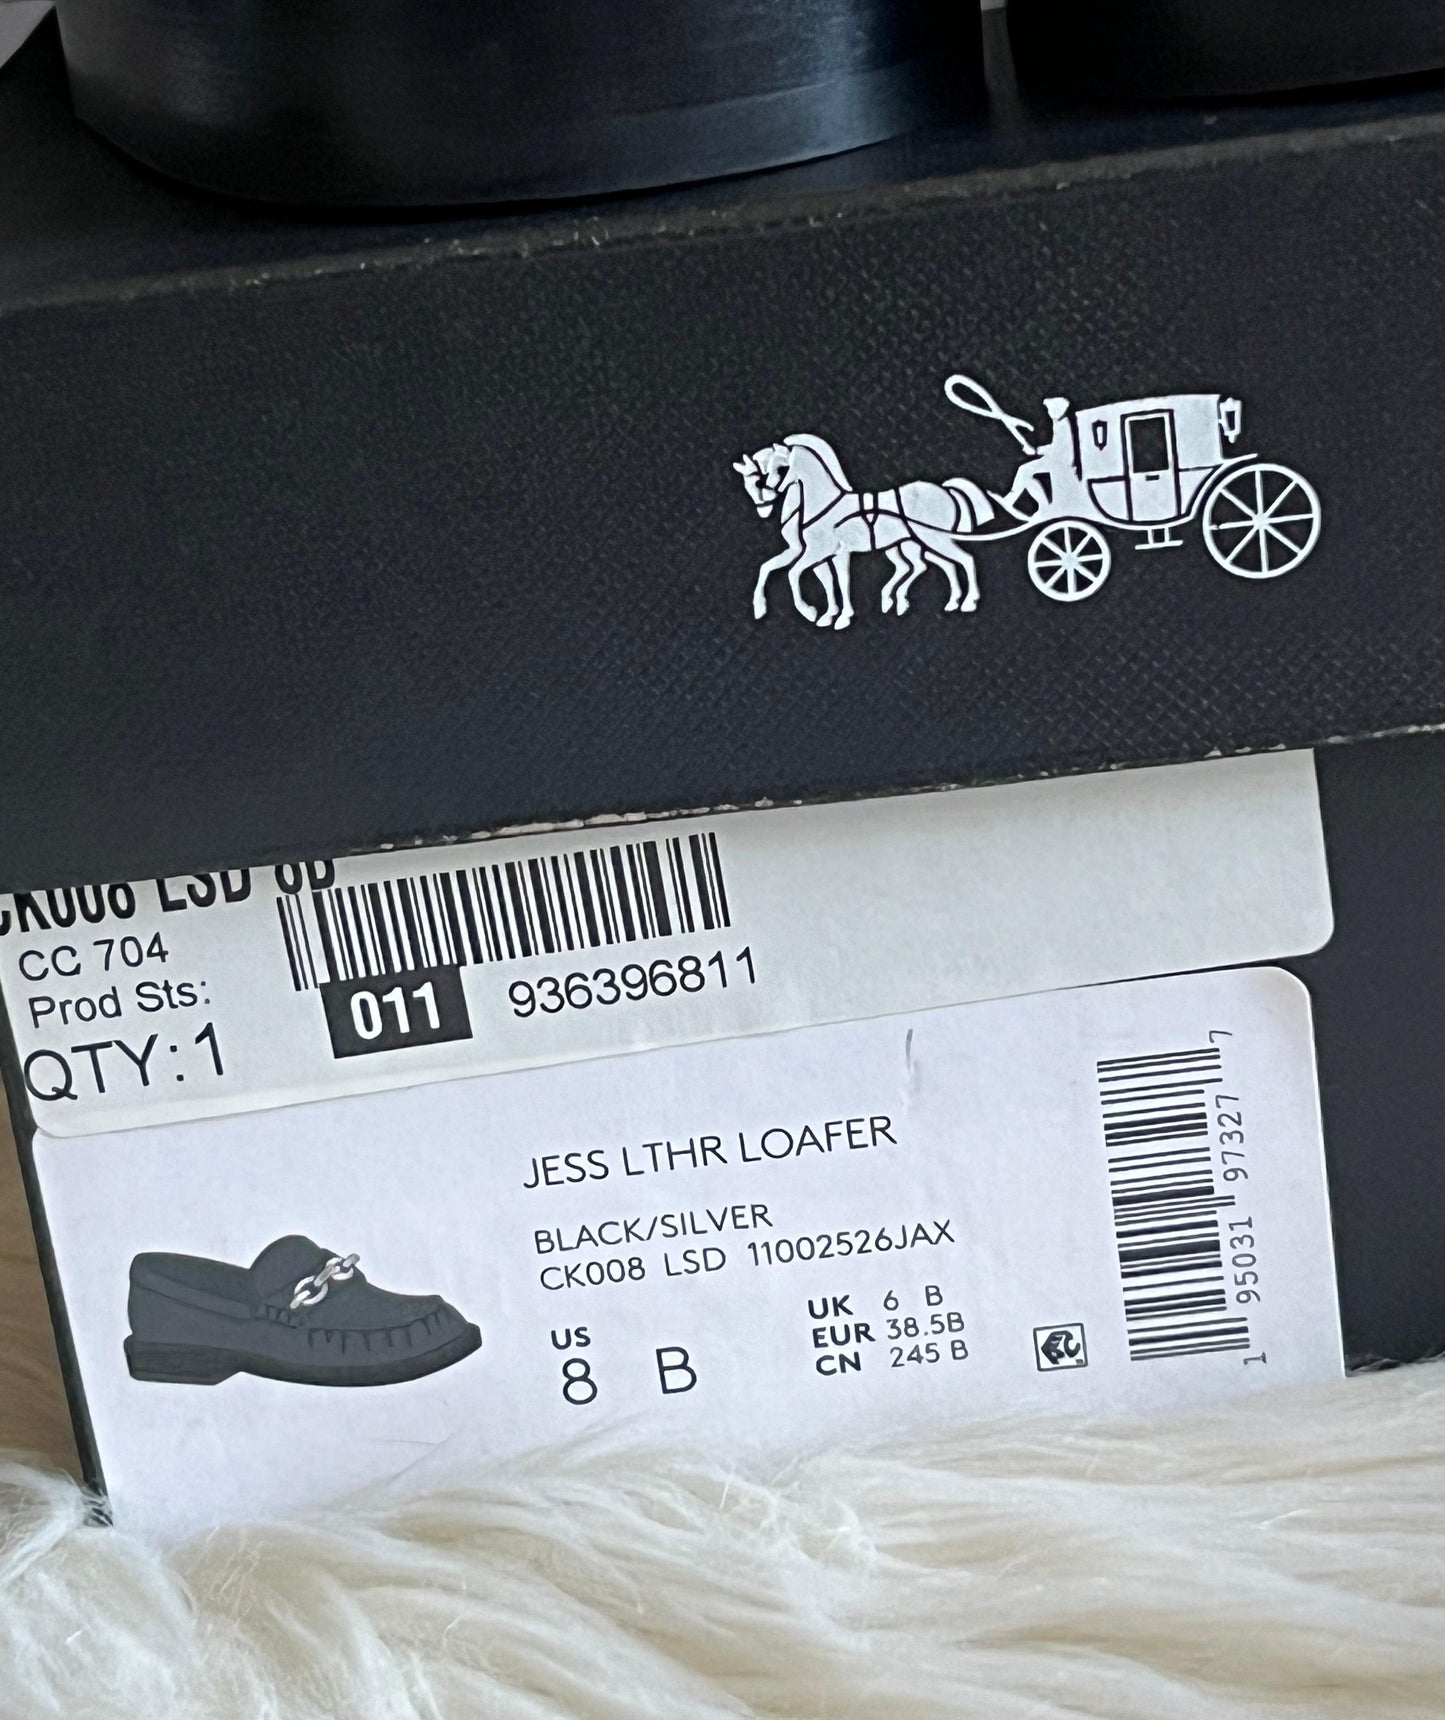 CK008 LSD 8B
CC 704
Prod Sts:
QTY:1
011
936396811
JESS LTHR LOAFER
BLACK/SILVER
CK008 LSD 11002526JAX
US
8 B
UK 6 B
EUR 38.5B
CN 245 B
1 95031 97327 7